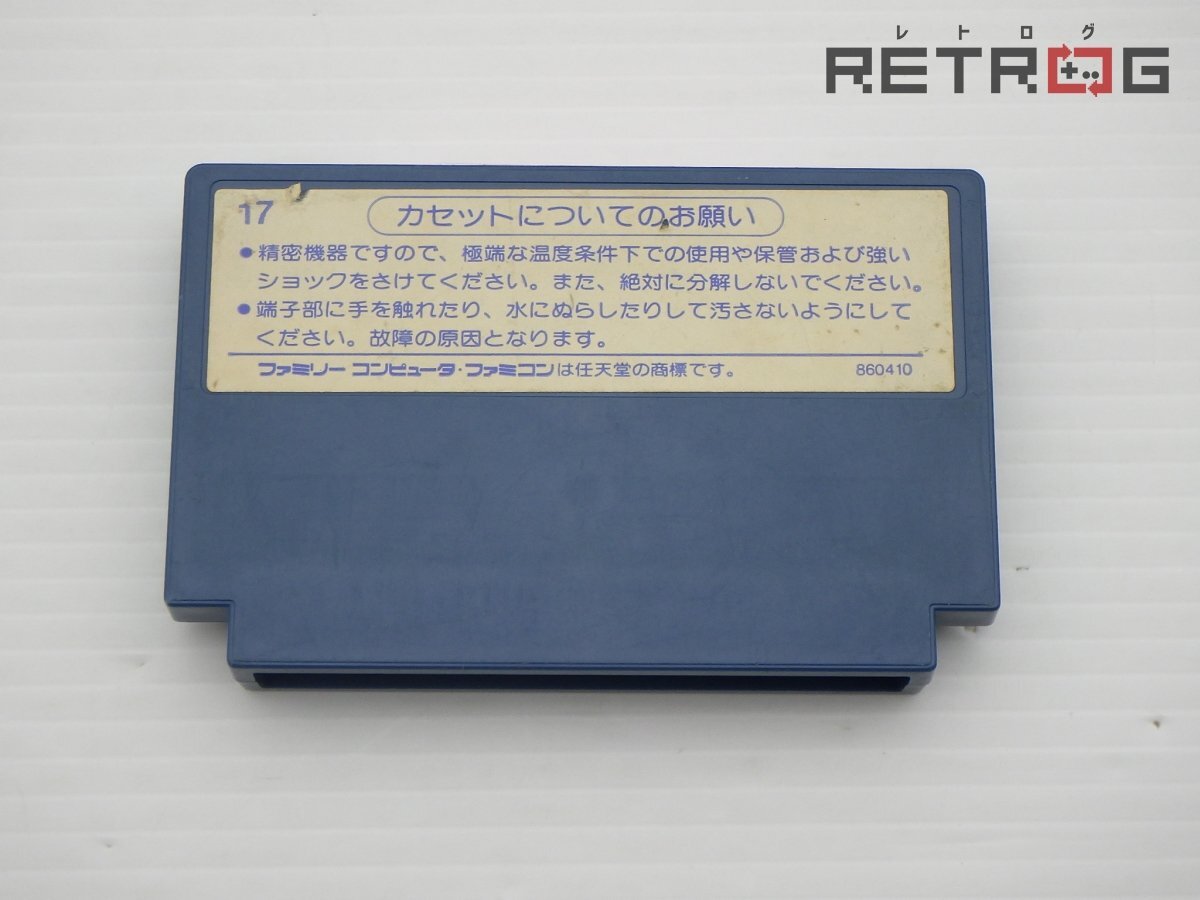 レトログ
RETROG
17
カセットについてのお願い
●精密機器ですので、極端な温度条件下での使用や保管および強い
ショックをさけてください。また、絶対に分解しないでください。
●端子部に手を触れたり、水にぬらしたりして汚さないようにして
ください。故障の原因となります。
ファミリーコンピュータ・ファミコンは任天堂の商標です。 860410